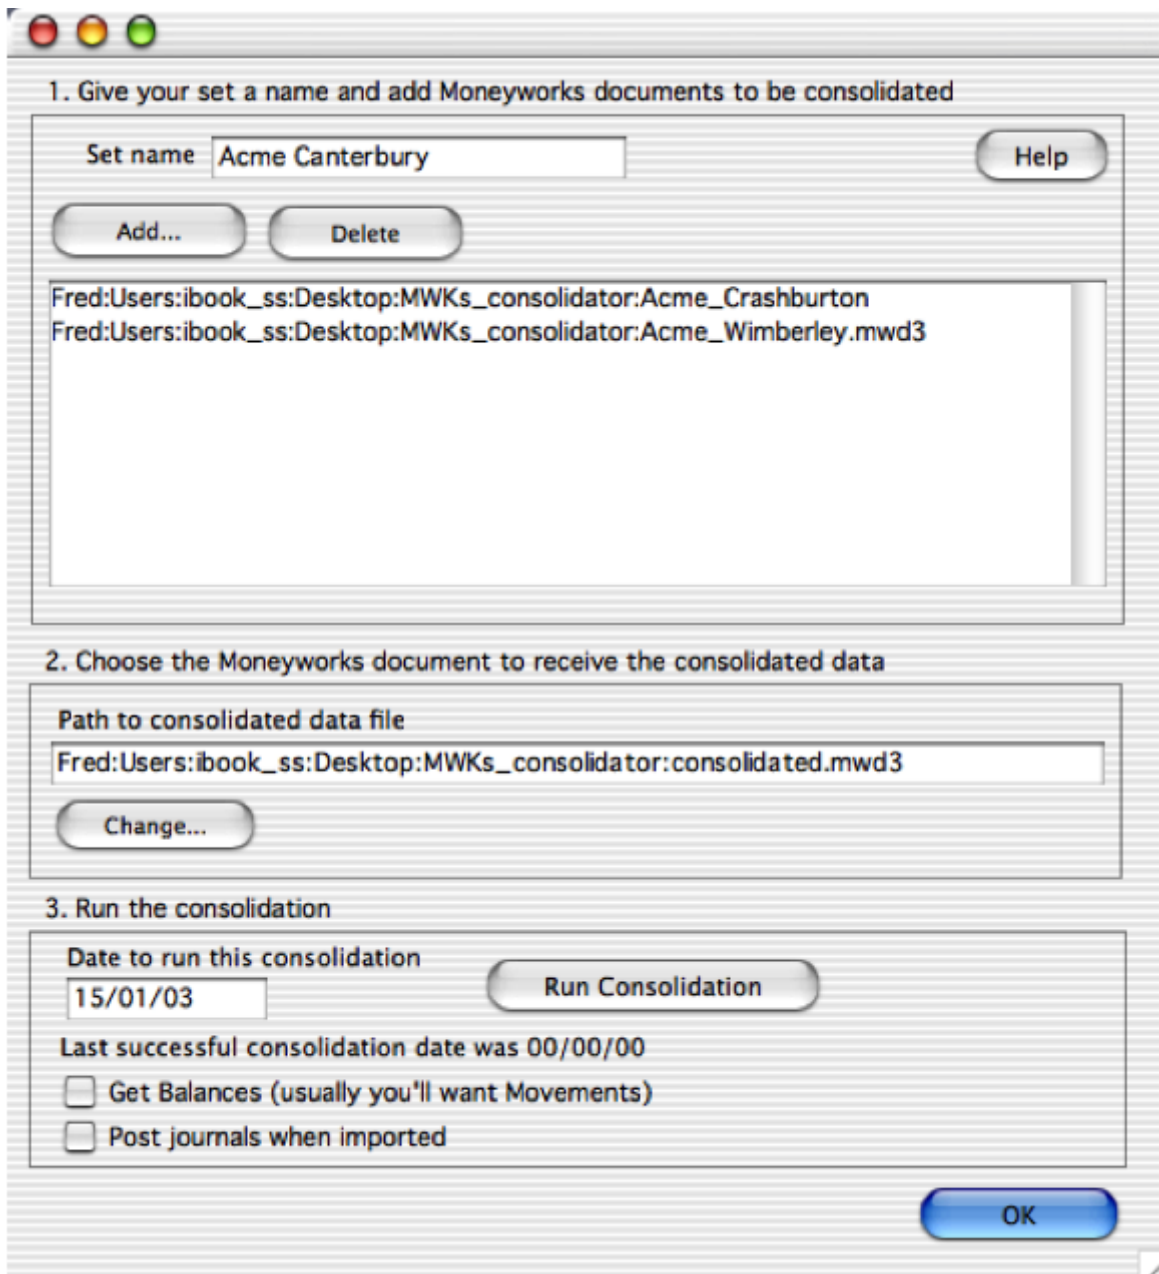 1. Give your set a name and add Moneyworks documents to be consolidated
Set name Acme Canterbury Help
Add... Delete
Fred:Users:ibook_ss:Desktop:MWKs_consolidator:Acme_Crashburton
Fred:Users:ibook_ss:Desktop:MWKs_consolidator:Acme_Wimberley.mwd3
2. Choose the Moneyworks document to receive the consolidated data
Path to consolidated data file
Fred:Users:ibook_ss:Desktop:MWKs_consolidator:consolidated.mwd3
Change...
3. Run the consolidation
Date to run this consolidation
15/01/03 Run Consolidation
Last successful consolidation date was 00/00/00
Get Balances (usually you'll want Movements)
Post journals when imported
OK